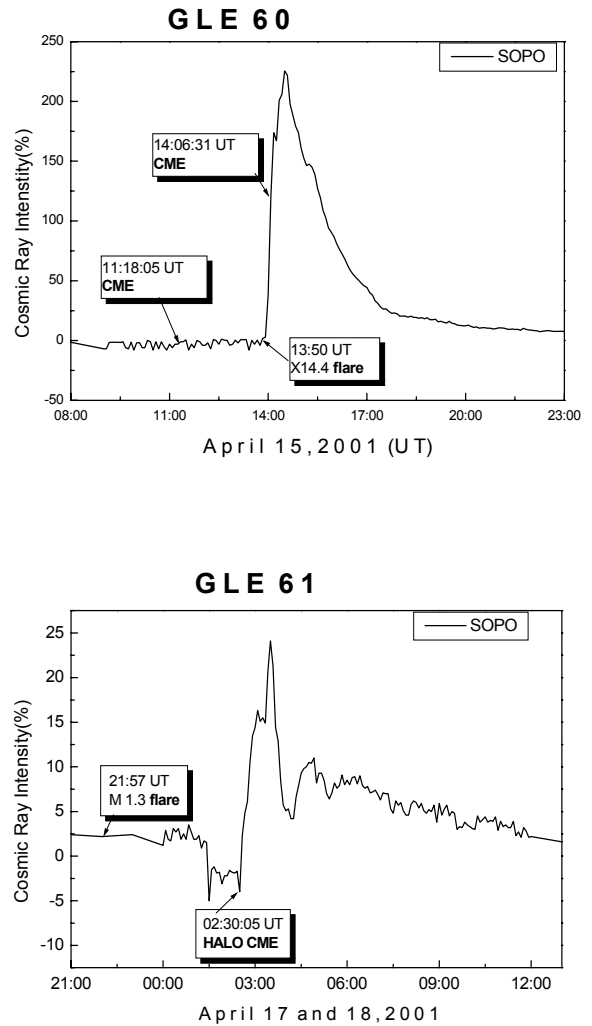 GLE 60
250
200
150
100
50
0
-50
Cosmic Ray Intenstity(%)
SOPO
14:06:31 UT
CME
11:18:05 UT
CME
13:50 UT
X14.4 flare
08:00 11:00 14:00 17:00 20:00 23:00
April 15,2001 (UT)
GLE 61
25
20
15
10
5
0
-5
-10
Cosmic Ray Intensity(%)
SOPO
21:57 UT
M 1.3 flare
02:30:05 UT
HALO CME
21:00 00:00 03:00 06:00 09:00 12:00
April 17 and 18,2001